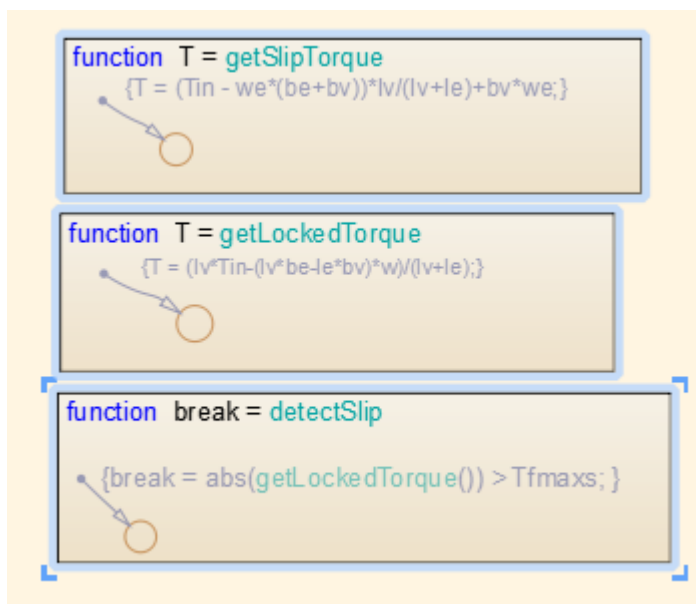 function T = getSlipTorque
{T = (Tin - we*(be+bv))*Iv/(Iv+Ie)+bv*we;}
function T = getLockedTorque
{T = (Iv*Tin-(Iv*be-Ie*bv)*w)/(Iv+Ie);}
function break = detectSlip
{break = abs(getLockedTorque()) > Tfmaxs; }